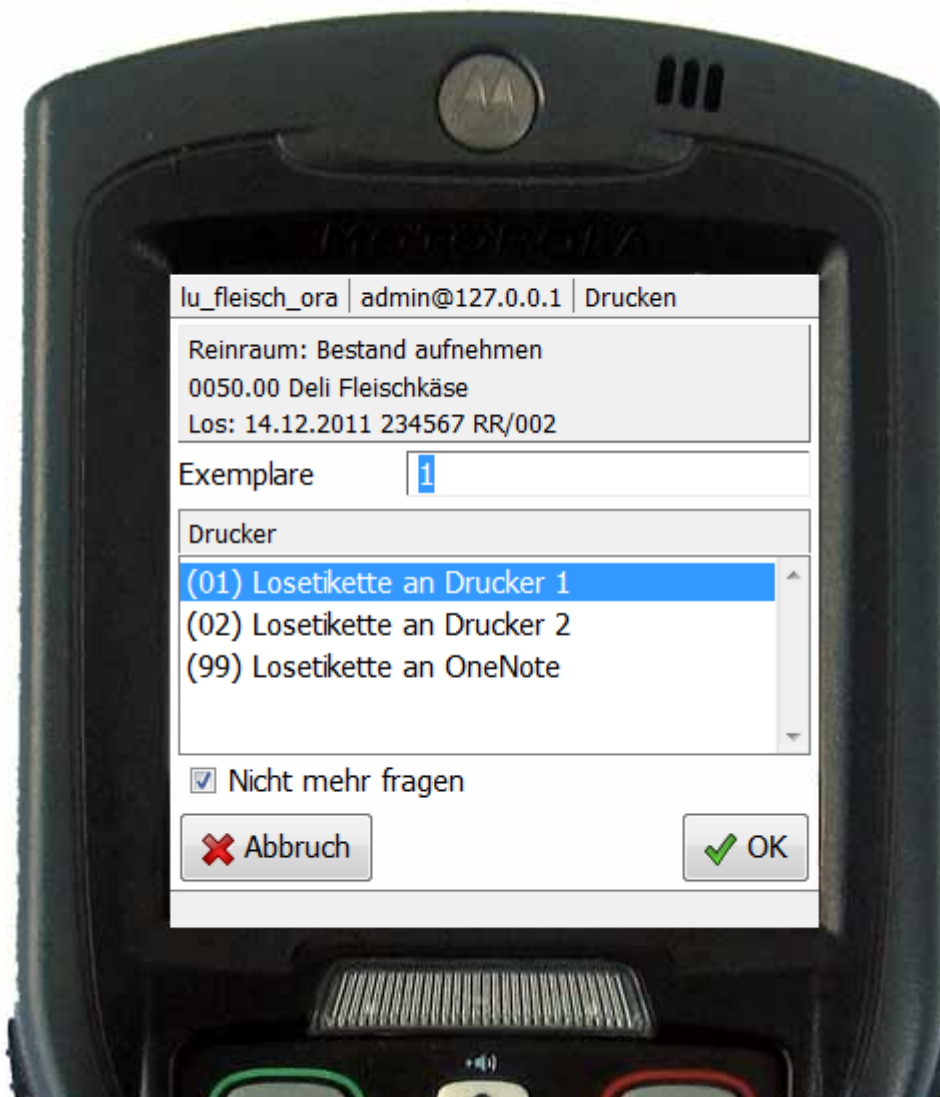 MOTOROLA
lu_fleisch_ora admin@127.0.0.1 Drucken
Reinraum: Bestand aufnehmen
0050.00 Deli Fleischkäse
Los: 14.12.2011 234567 RR/002
Exemplare 1
Drucker
(01) Losetikette an Drucker 1
(02) Losetikette an Drucker 2
(99) Losetikette an OneNote
Nicht mehr fragen
Abbruch OK